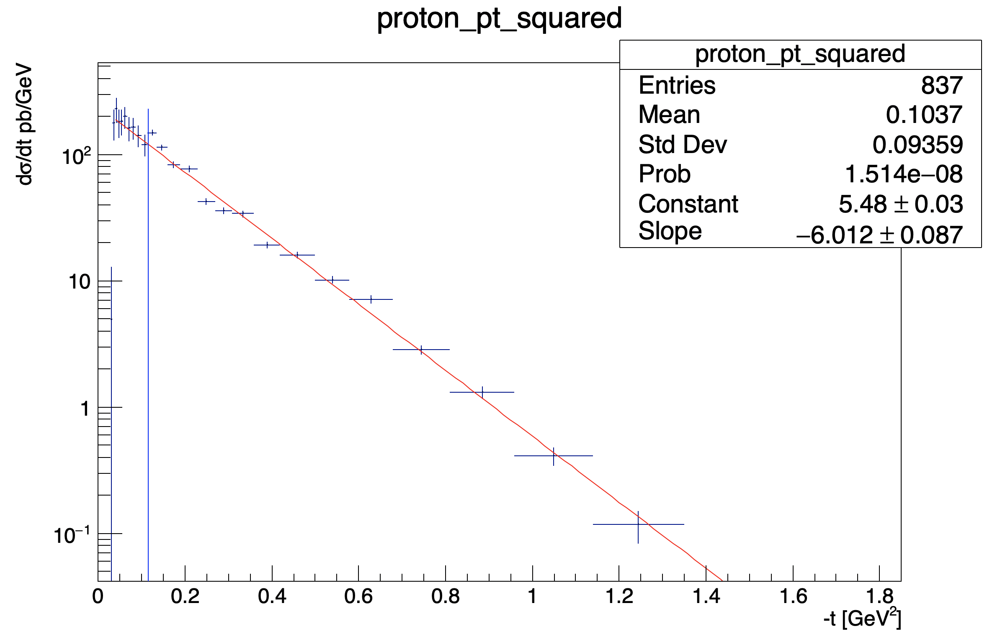 proton_pt_squared
dσ/dt pb/GeV
proton_pt_squared
Entries 837
Mean 0.1037
Std Dev 0.09359
Prob 1.514e−08
Constant 5.48 ± 0.03
Slope −6.012 ± 0.087
10²
10
1
10⁻¹
0 0.2 0.4 0.6 0.8 1 1.2 1.4 1.6 1.8
-t [GeV²]